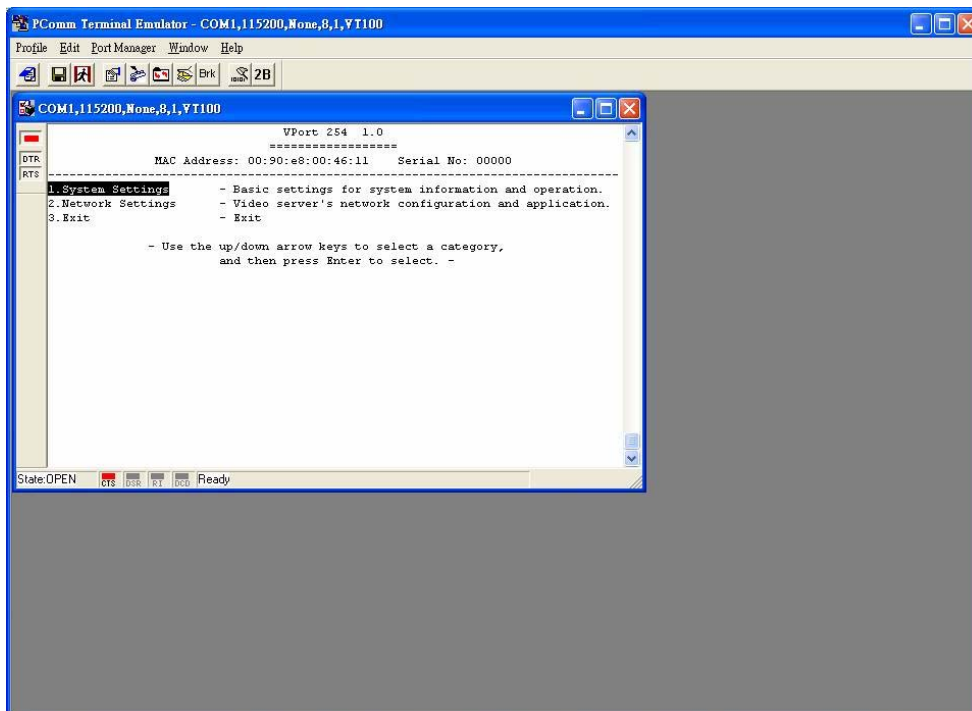 PComm Terminal Emulator - COM1,115200,None,8,1,VT100
Profile Edit Port Manager Window Help
Brk 2B
COM1,115200,None,8,1,VT100
VPort 254 1.0
==================
MAC Address: 00:90:e8:00:46:11 Serial No: 00000
--------------------------------------------------------------------------------
1.System Settings - Basic settings for system information and operation.
2.Network Settings - Video server's network configuration and application.
3.Exit - Exit
- Use the up/down arrow keys to select a category,
and then press Enter to select. -
DTR
RTS
State:OPEN CTS DSR RI DCD Ready